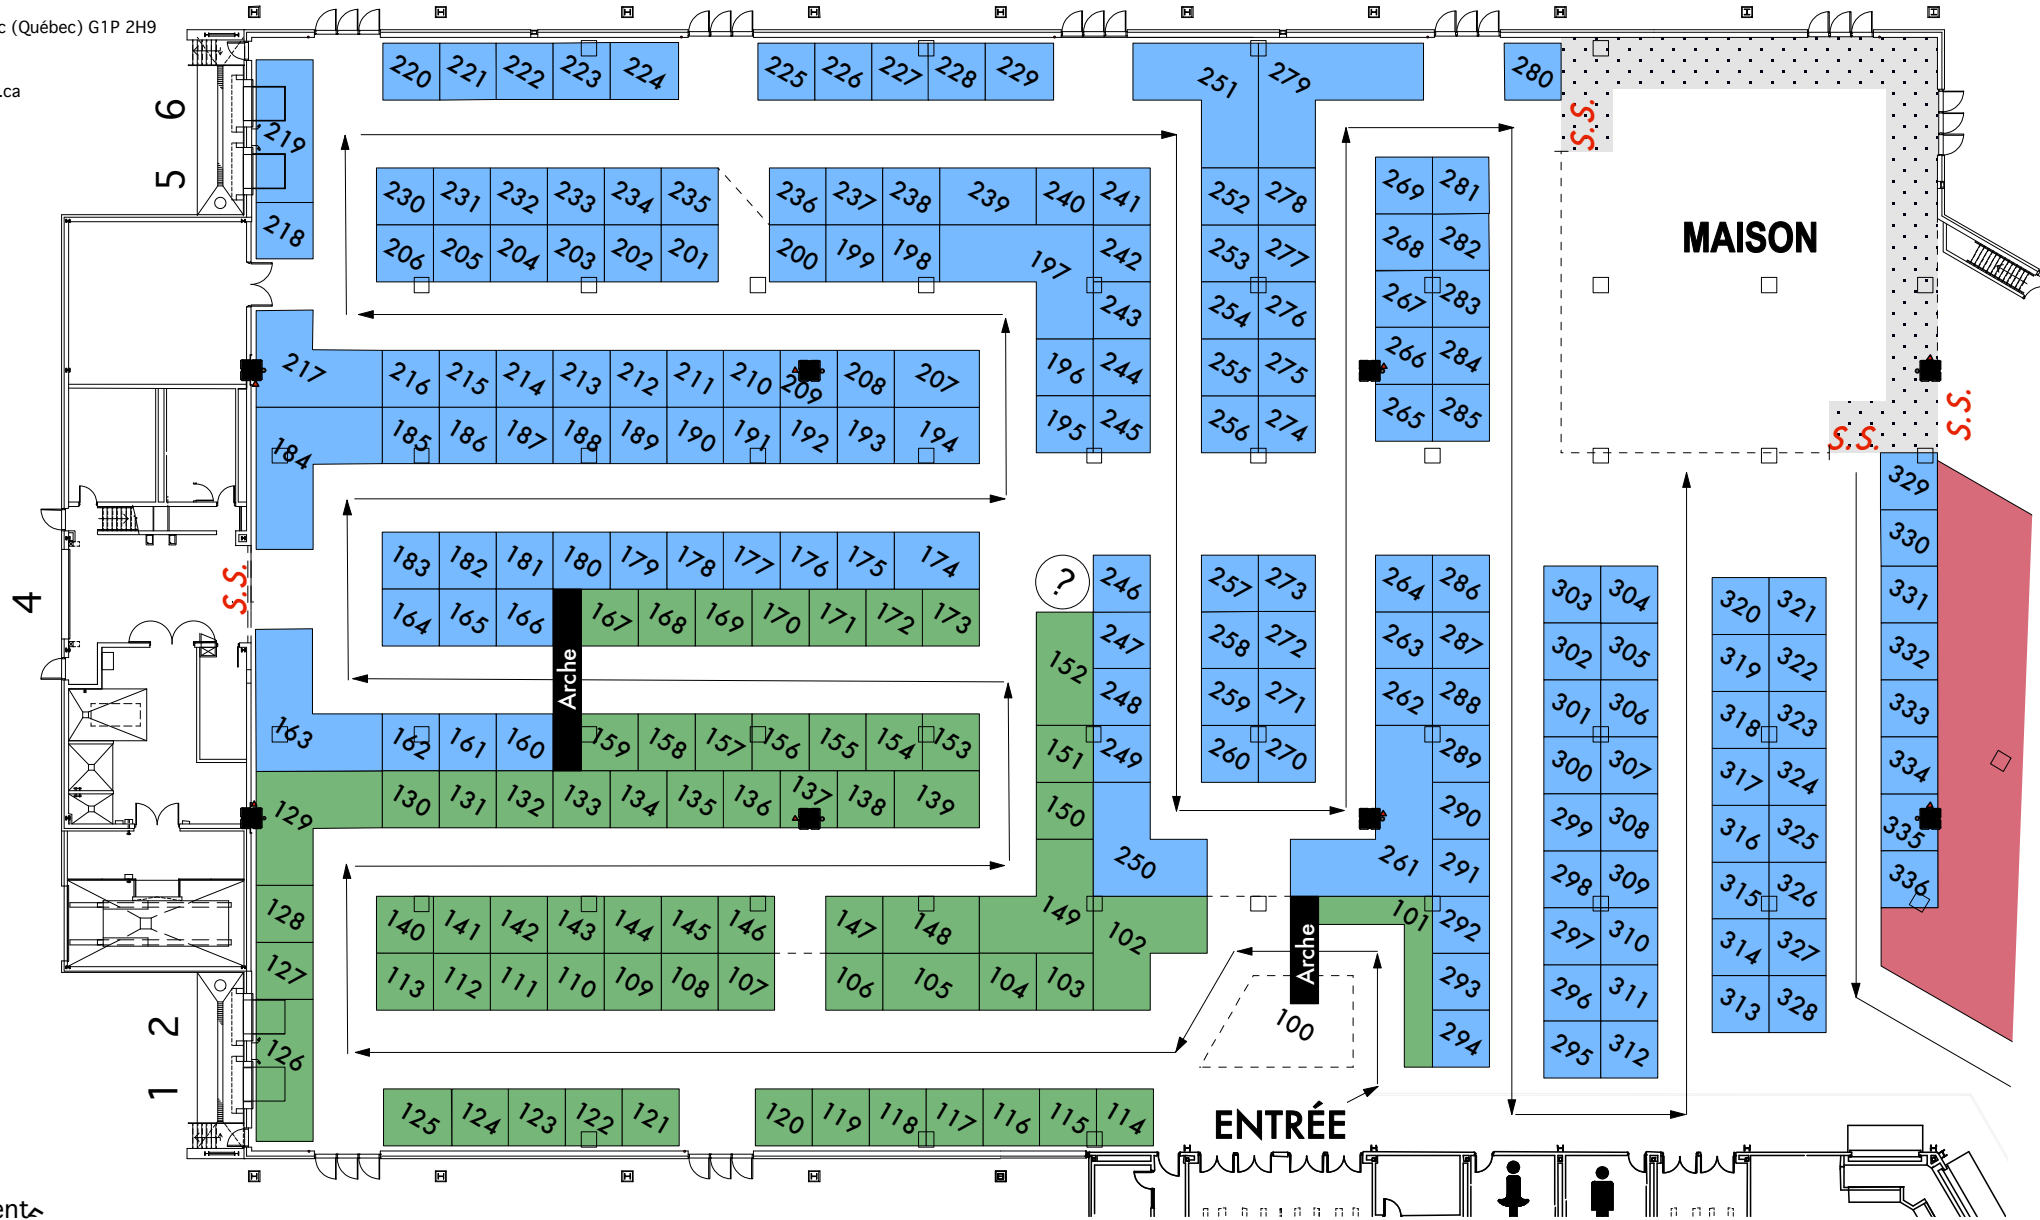 c (Québec) G1P 2H9
.ca
6
5
4
2
1
220 221 222 223 224 225 226 227 228 229 251 279 280
219
S.S.
230 231 232 233 234 235 236 237 238 239 240 241 252 278 269 281
218
206 205 204 203 202 201 200 199 198 197 242 253 277 268 282
MAISON
243 254 276 267 283
217 216 215 214 213 212 211 210 209 208 207 196 244 255 275 266 284
184 185 186 187 188 189 190 191 192 193 194 195 245 256 274 265 285
S.S. S.S.
329
330
183 182 181 180 179 178 177 176 175 174 ? 246 257 273 264 286 303 304 320 321 331
S.S.
164 165 166 167 168 169 170 171 172 173 152 247 258 272 263 287 302 305 319 322 332
Arche
248 259 271 262 288 301 306 318 323 333
163 162 161 160 159 158 157 156 155 154 153 151 249 260 270 289 300 307 317 324 334
129 130 131 132 133 134 135 136 137 138 139 150 290 299 308 316 325 335
250 261 291 298 309 315 326 336
128 140 141 142 143 144 145 146 147 148 149 102 101 292 297 310 314 327
Arche
127 113 112 111 110 109 108 107 106 105 104 103 293 296 311 313 328
100
126 294 295 312
125 124 123 122 121 120 119 118 117 116 115 114
ENTRÉE
ent